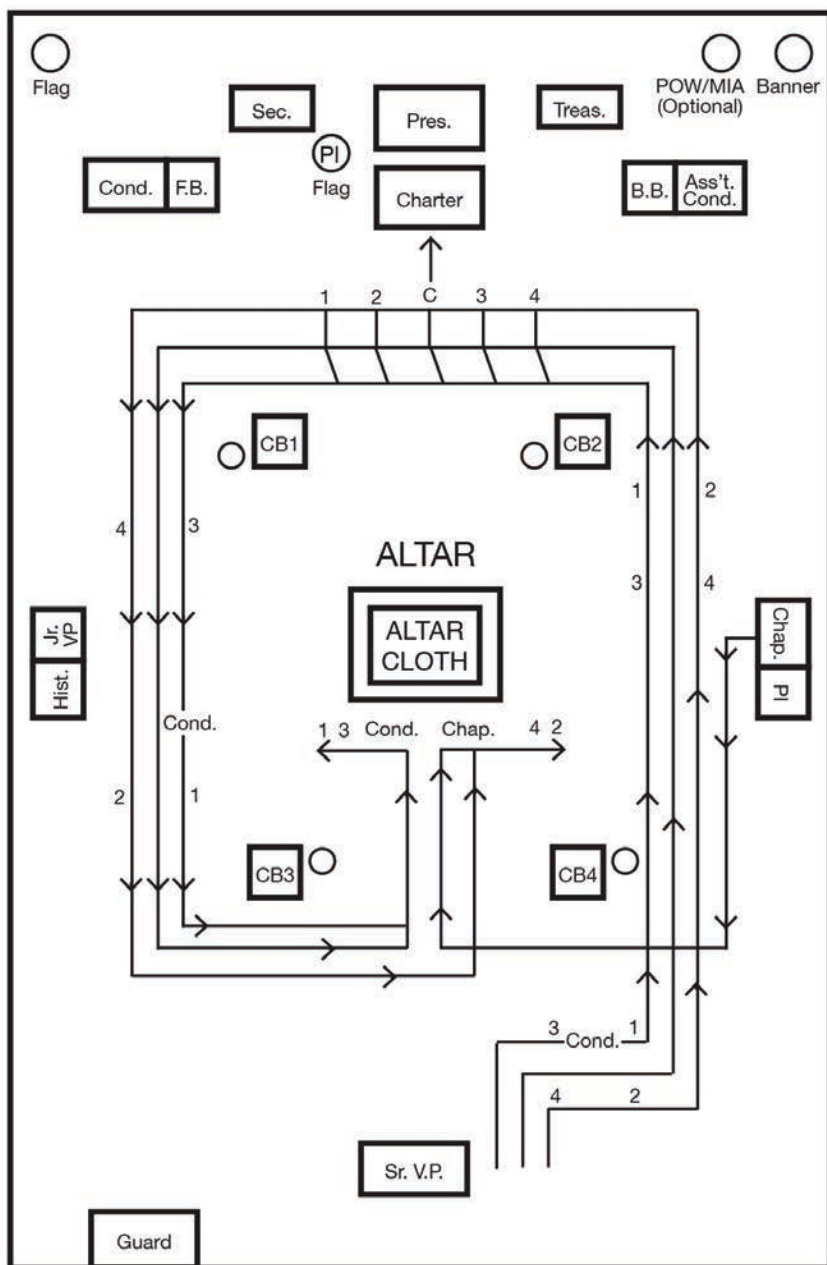 Flag
POW/MIA
(Optional)
Banner
Sec.
Pres.
Treas.
PI
Flag
Cond.
F.B.
Charter
B.B.
Ass't.
Cond.
1 2 C 3 4
CB1
CB2
4
3
1
2
3
4
ALTAR
ALTAR
CLOTH
Jr.
VP
Hist.
Chap.
PI
Cond.
1 3 Cond.
Chap. 4 2
2
1
CB3
CB4
3 Cond. 1
4 2
Sr. V.P.
Guard